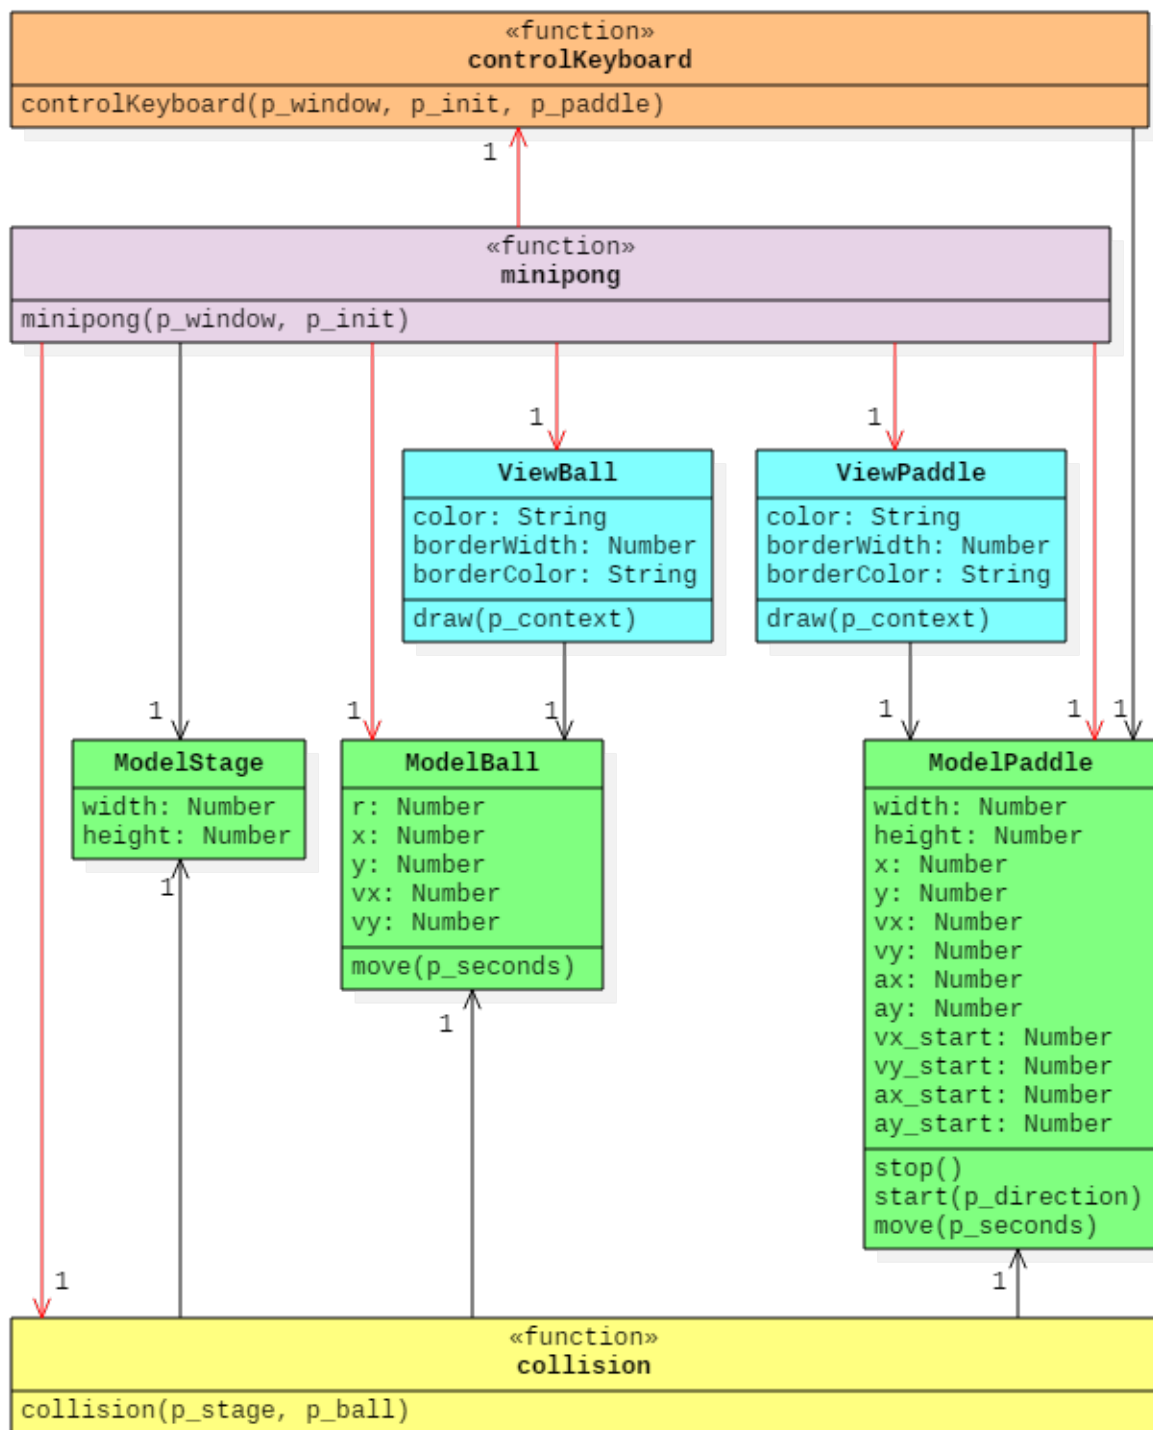 «function»
controlKeyboard
controlKeyboard(p_window, p_init, p_paddle)
1
«function»
minipong
minipong(p_window, p_init)
1
1
ViewBall
color: String
borderWidth: Number
borderColor: String
draw(p_context)
ViewPaddle
color: String
borderWidth: Number
borderColor: String
draw(p_context)
1
1
1
1
1
1
ModelStage
width: Number
height: Number
1
ModelBall
r: Number
x: Number
y: Number
vx: Number
vy: Number
move(p_seconds)
1
ModelPaddle
width: Number
height: Number
x: Number
y: Number
vx: Number
vy: Number
ax: Number
ay: Number
vx_start: Number
vy_start: Number
ax_start: Number
ay_start: Number
stop()
start(p_direction)
move(p_seconds)
1
1
«function»
collision
collision(p_stage, p_ball)